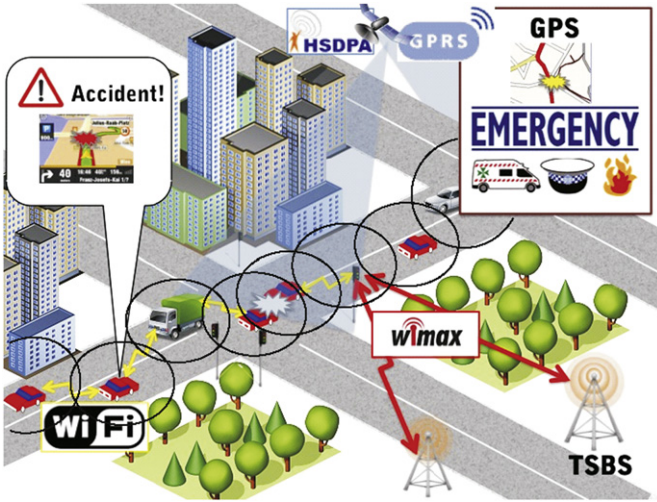 HSDPA
GPRS
GPS
EMERGENCY
Accident!
40
WiFi
wimax
TSBS